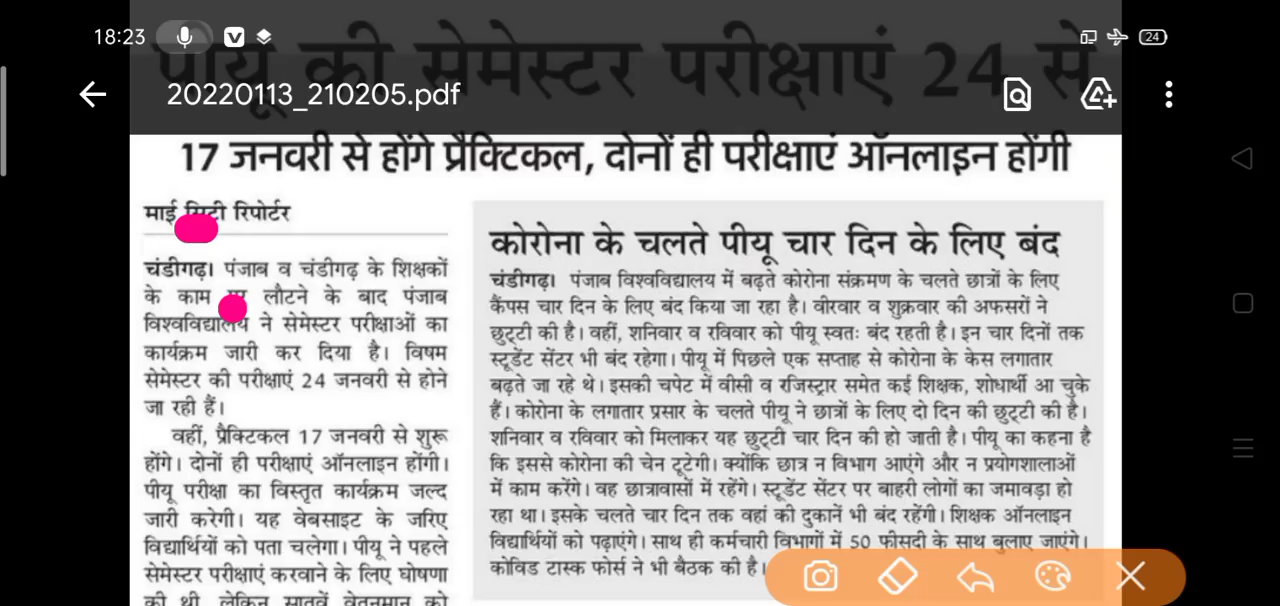 18:23
24
पीयू की सेमेस्टर परीक्षाएं 24 से
20220113_210205.pdf
17 जनवरी से होंगे प्रैक्टिकल, दोनों ही परीक्षाएं ऑनलाइन होंगी
माई सिटी रिपोर्टर
चंडीगढ़। पंजाब व चंडीगढ़ के शिक्षकों
के काम पर लौटने के बाद पंजाब
विश्वविद्यालय ने सेमेस्टर परीक्षाओं का
कार्यक्रम जारी कर दिया है। विषम
सेमेस्टर की परीक्षाएं 24 जनवरी से होने
जा रही हैं।
वहीं, प्रैक्टिकल 17 जनवरी से शुरू
होंगे। दोनों ही परीक्षाएं ऑनलाइन होंगी।
पीयू परीक्षा का विस्तृत कार्यक्रम जल्द
जारी करेगी। यह वेबसाइट के जरिए
विद्यार्थियों को पता चलेगा। पीयू ने पहले
सेमेस्टर परीक्षाएं करवाने के लिए घोषणा
की थी, लेकिन सातवें वेतनमान को
कोरोना के चलते पीयू चार दिन के लिए बंद
चंडीगढ़। पंजाब विश्वविद्यालय में बढ़ते कोरोना संक्रमण के चलते छात्रों के लिए
कैंपस चार दिन के लिए बंद किया जा रहा है। वीरवार व शुक्रवार की अफसरों ने
छुट्टी की है। वहीं, शनिवार व रविवार को पीयू स्वतः बंद रहती है। इन चार दिनों तक
स्टूडेंट सेंटर भी बंद रहेगा। पीयू में पिछले एक सप्ताह से कोरोना के केस लगातार
बढ़ते जा रहे थे। इसकी चपेट में वीसी व रजिस्ट्रार समेत कई शिक्षक, शोधार्थी आ चुके
हैं। कोरोना के लगातार प्रसार के चलते पीयू ने छात्रों के लिए दो दिन की छुट्टी की है।
शनिवार व रविवार को मिलाकर यह छुट्टी चार दिन की हो जाती है। पीयू का कहना है
कि इससे कोरोना की चेन टूटेगी। क्योंकि छात्र न विभाग आएंगे और न प्रयोगशालाओं
में काम करेंगे। वह छात्रावासों में रहेंगे। स्टूडेंट सेंटर पर बाहरी लोगों का जमावड़ा हो
रहा था। इसके चलते चार दिन तक वहां की दुकानें भी बंद रहेंगी। शिक्षक ऑनलाइन
विद्यार्थियों को पढ़ाएंगे। साथ ही कर्मचारी विभागों में 50 फीसदी के साथ बुलाए जाएंगे।
कोविड टास्क फोर्स ने भी बैठक की है।